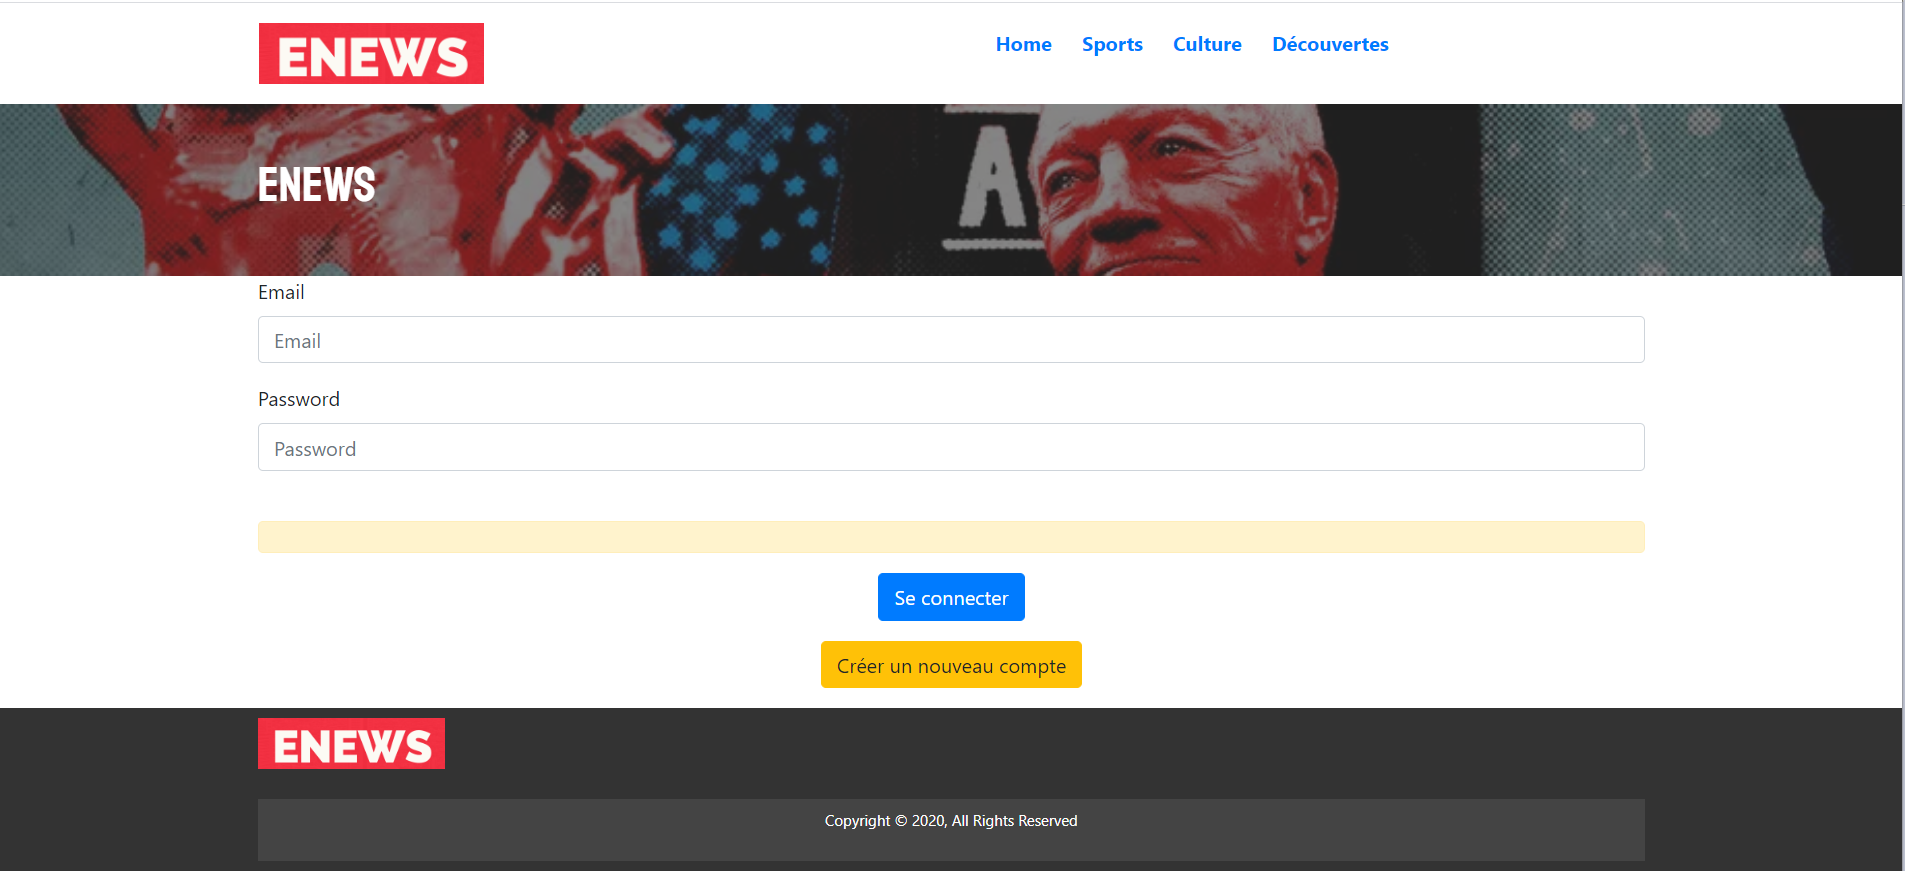 ENEWS
Home Sports Culture Découvertes
A
ENEWS
Email
Email
Password
Password
Se connecter
Créer un nouveau compte
ENEWS
Copyright © 2020, All Rights Reserved